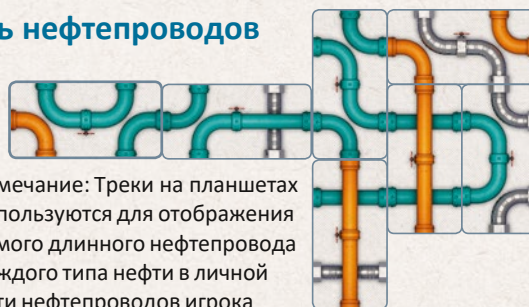 ь нефтепроводов
мечание: Треки на планшетах
пользуются для отображения
мого длинного нефтепровода
ждого типа нефти в личной
ти нефтепроводов игрока